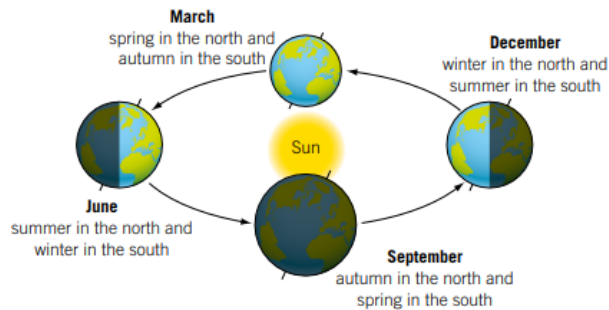 March
spring in the north and
autumn in the south
December
winter in the north and
summer in the south
Sun
June
summer in the north and
winter in the south
September
autumn in the north and
spring in the south